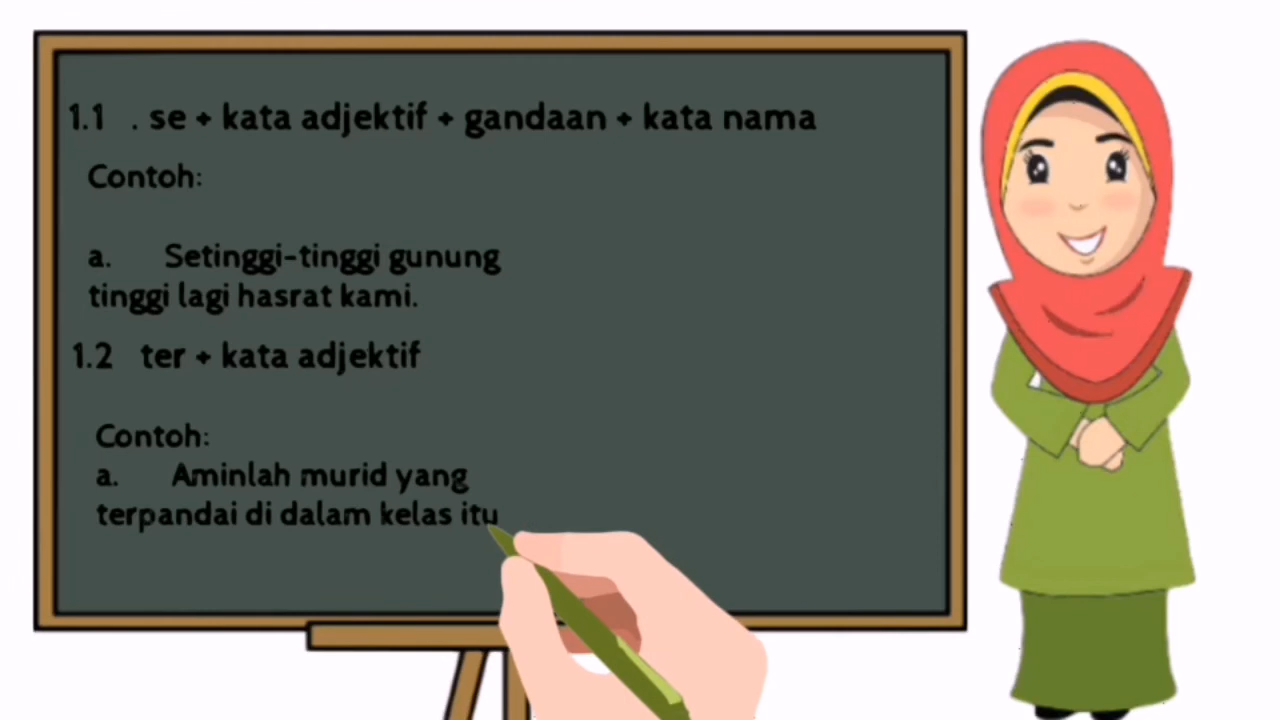 1.1 . se + kata adjektif + gandaan + kata nama
Contoh:
a. Setinggi-tinggi gunung
tinggi lagi hasrat kami.
1.2 ter + kata adjektif
Contoh:
a. Aminlah murid yang
terpandai di dalam kelas itu